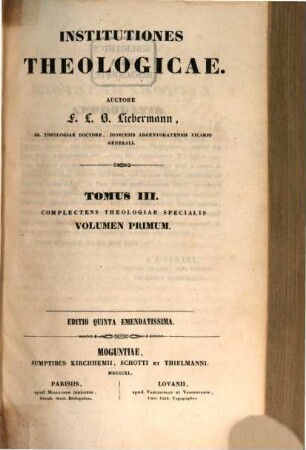 INSTITUTIONES
THEOLOGICAE.
AUCTORE
F. L. B. Liebermann,
SS. THEOLOGIAE DOCTORE, DIOECESIS ARGENTORATENSIS VICARIO
GENERALI.
TOMUS III.
COMPLECTENS THEOLOGIAE SPECIALIS
VOLUMEN PRIMUM.
EDITIO QUINTA EMENDATISSIMA.
MOGUNTIAE,
SUMPTIBUS KIRCHHEMII, SCHOTTI ET THIELMANNI.
MDCCCXL.
PARISIIS,
LOVANII,